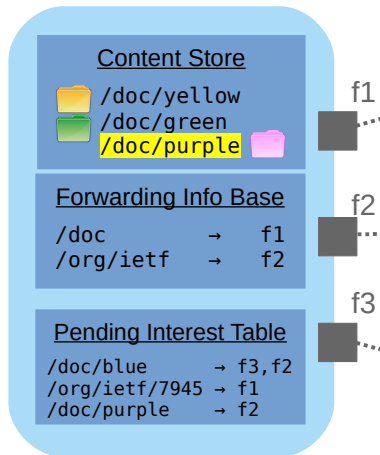 Content Store
/doc/yellow
/doc/green
/doc/purple
f1
Forwarding Info Base
/doc → f1
/org/ietf → f2
f2
f3
Pending Interest Table
/doc/blue → f3,f2
/org/ietf/7945 → f1
/doc/purple → f2